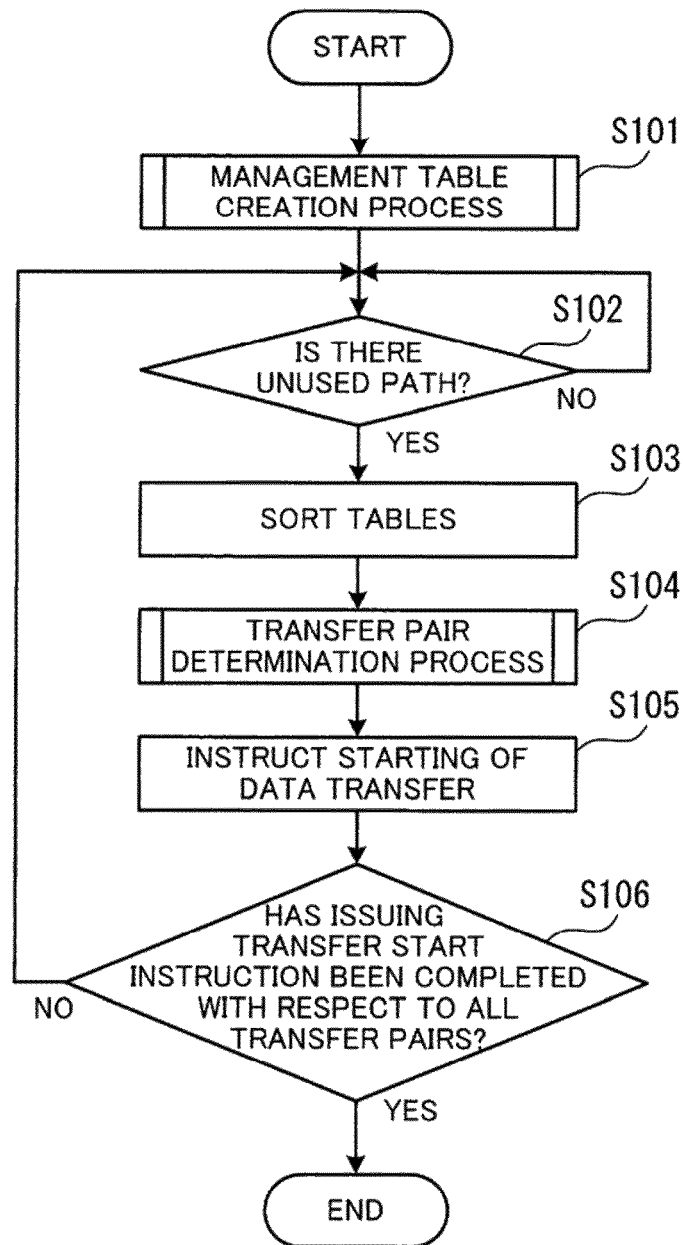 START
S101
MANAGEMENT TABLE
CREATION PROCESS
S102
IS THERE
UNUSED PATH?
NO
YES
S103
SORT TABLES
S104
TRANSFER PAIR
DETERMINATION PROCESS
S105
INSTRUCT STARTING OF
DATA TRANSFER
S106
HAS ISSUING
TRANSFER START
INSTRUCTION BEEN COMPLETED
WITH RESPECT TO ALL
TRANSFER PAIRS?
NO
YES
END